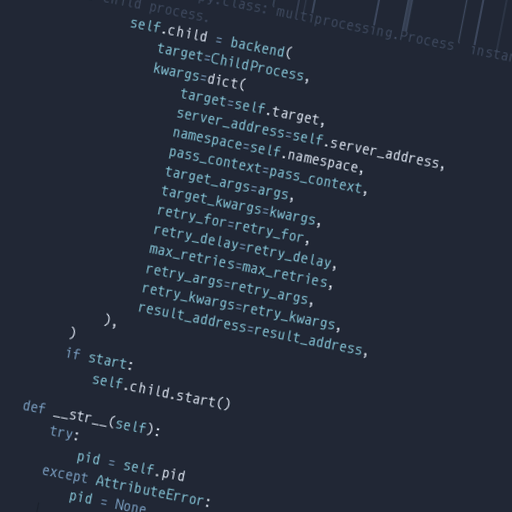 child process.
py.class;`multiprocessing.Process` instan
self.child = backend(
target=ChildProcess,
kwargs=dict(
target=self.target,
server_address=self.server_address,
namespace=self.namespace,
pass_context=pass_context,
target_args=args,
target_kwargs=kwargs,
retry_for=retry_for,
retry_delay=retry_delay,
max_retries=max_retries,
retry_args=retry_args,
retry_kwargs=retry_kwargs,
result_address=result_address,
),
)
if start:
self.child.start()
def __str__(self):
try:
pid = self.pid
except AttributeError:
pid = None